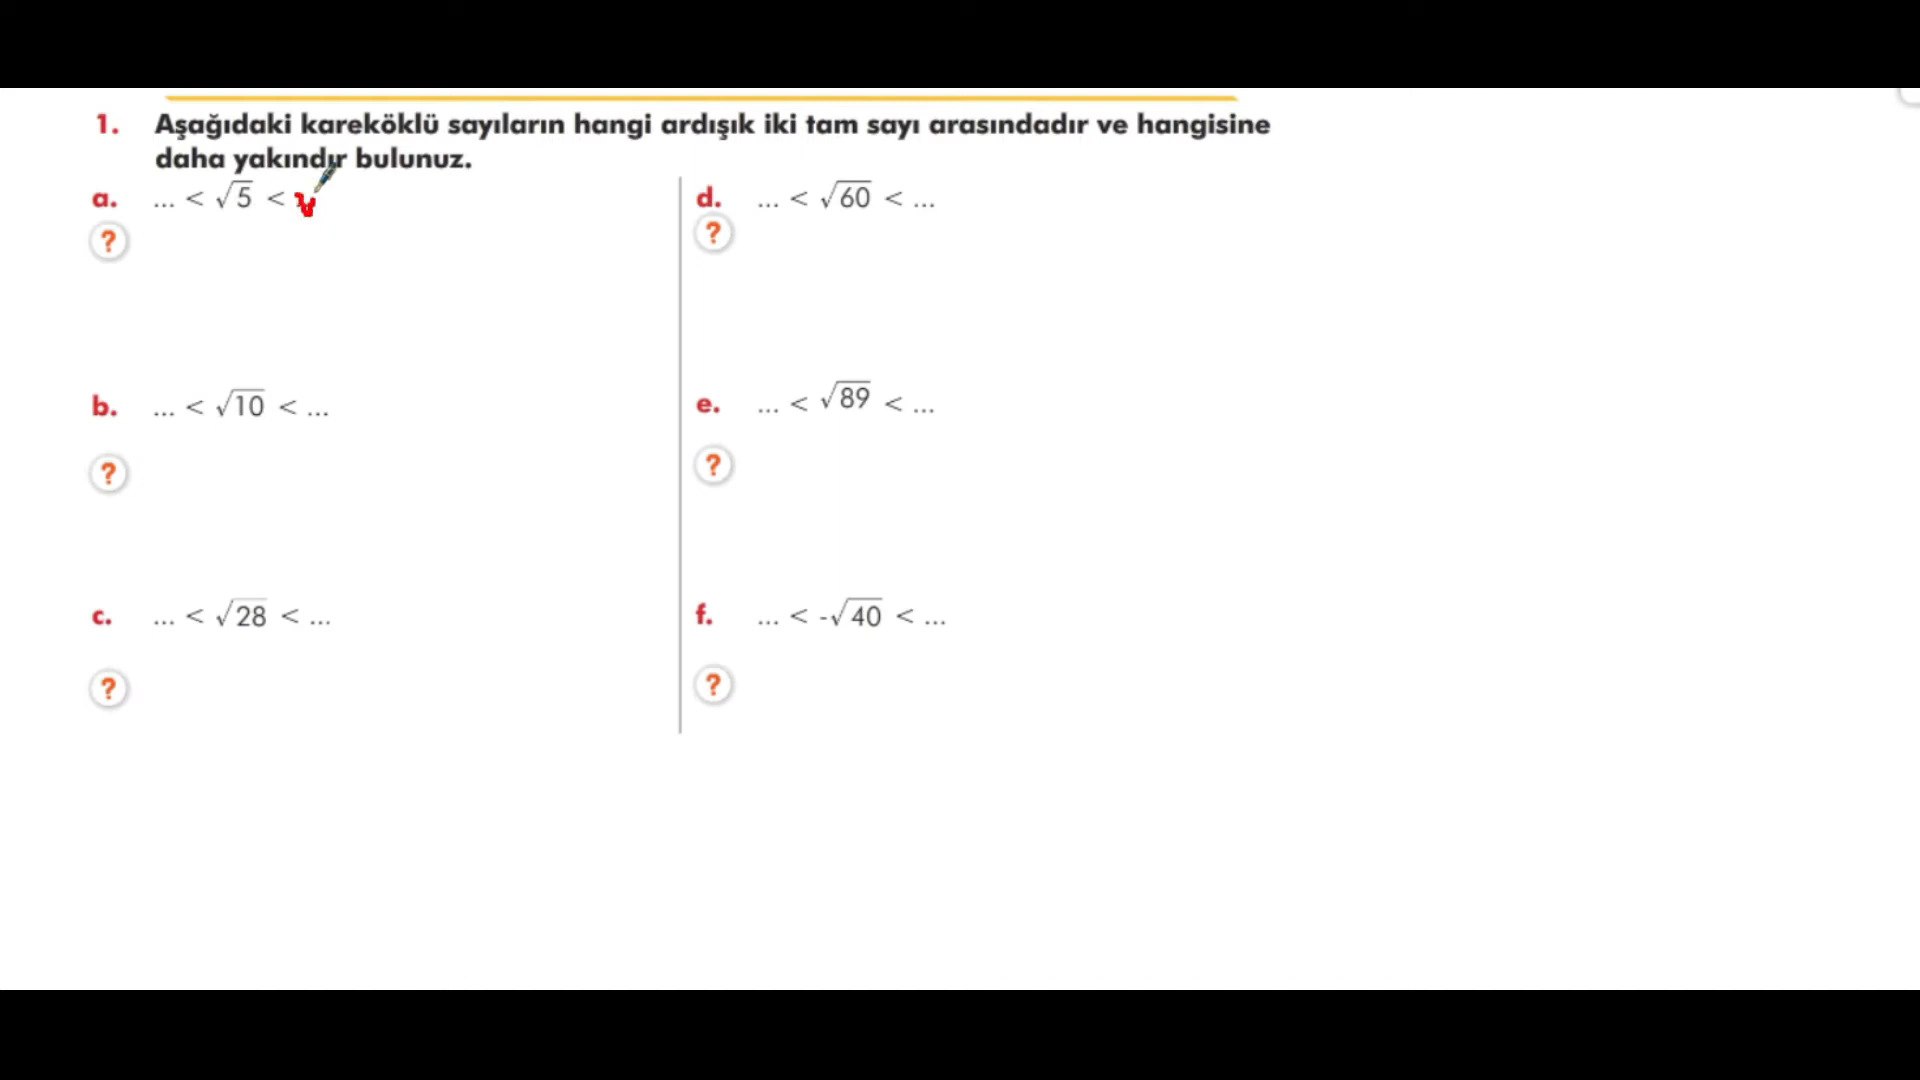 1. Aşağıdaki kareköklü sayıların hangi ardışık iki tam sayı arasındadır ve hangisine
daha yakındır bulunuz.
a. ... < √5 <
?
b. ... < √10 < ...
?
c. ... < √28 < ...
?
d. ... < √60 < ...
?
e. ... < √89 < ...
?
f. ... < -√40 < ...
?